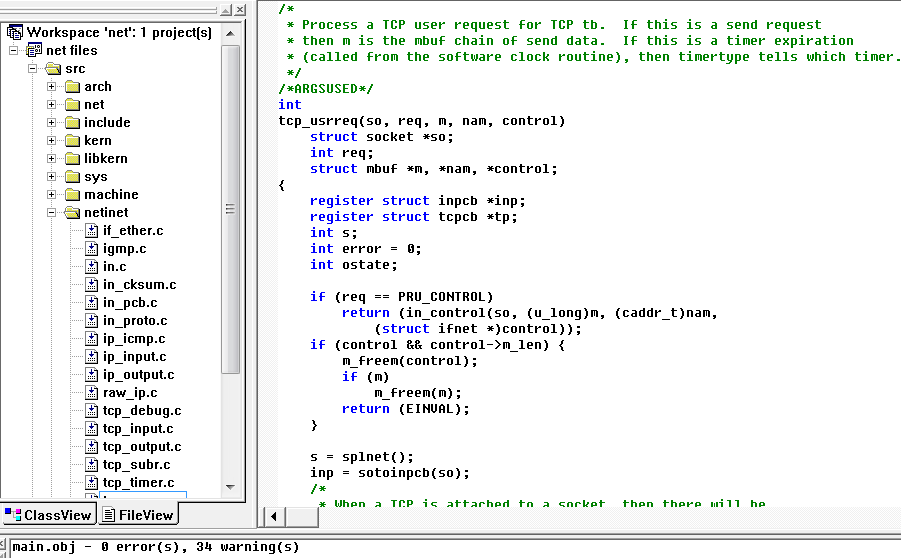 Workspace 'net': 1 project(s)
net files
src
arch
net
include
kern
libkern
sys
machine
netinet
if_ether.c
igmp.c
in.c
in_cksum.c
in_pcb.c
in_proto.c
ip_icmp.c
ip_input.c
ip_output.c
raw_ip.c
tcp_debug.c
tcp_input.c
tcp_output.c
tcp_subr.c
tcp_timer.c
ClassView
FileView
/*
 * Process a TCP user request for TCP tb.  If this is a send request
 * then m is the mbuf chain of send data.  If this is a timer expiration
 * (called from the software clock routine), then timertype tells which timer.
 */
/*ARGSUSED*/
int
tcp_usrreq(so, req, m, nam, control)
    struct socket *so;
    int req;
    struct mbuf *m, *nam, *control;
{
    register struct inpcb *inp;
    register struct tcpcb *tp;
    int s;
    int error = 0;
    int ostate;

    if (req == PRU_CONTROL)
        return (in_control(so, (u_long)m, (caddr_t)nam,
            (struct ifnet *)control));
    if (control && control->m_len) {
        m_freem(control);
        if (m)
            m_freem(m);
        return (EINVAL);
    }

    s = splnet();
    inp = sotoinpcb(so);
    /*
     * When a TCP is attached to a socket, then there will be
main.obj - 0 error(s), 34 warning(s)